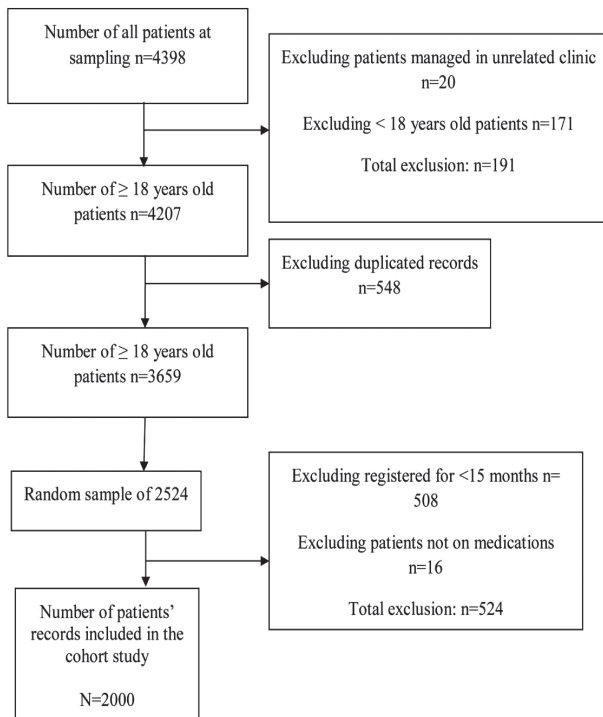 Number of all patients at
sampling n=4398
Excluding patients managed in unrelated clinic
n=20
Excluding < 18 years old patients n=171
Total exclusion: n=191
Number of ≥ 18 years old
patients n=4207
Excluding duplicated records
n=548
Number of ≥ 18 years old
patients n=3659
Random sample of 2524
Excluding registered for <15 months n=
508
Excluding patients not on medications
n=16
Total exclusion: n=524
Number of patients’
records included in the
cohort study
N=2000